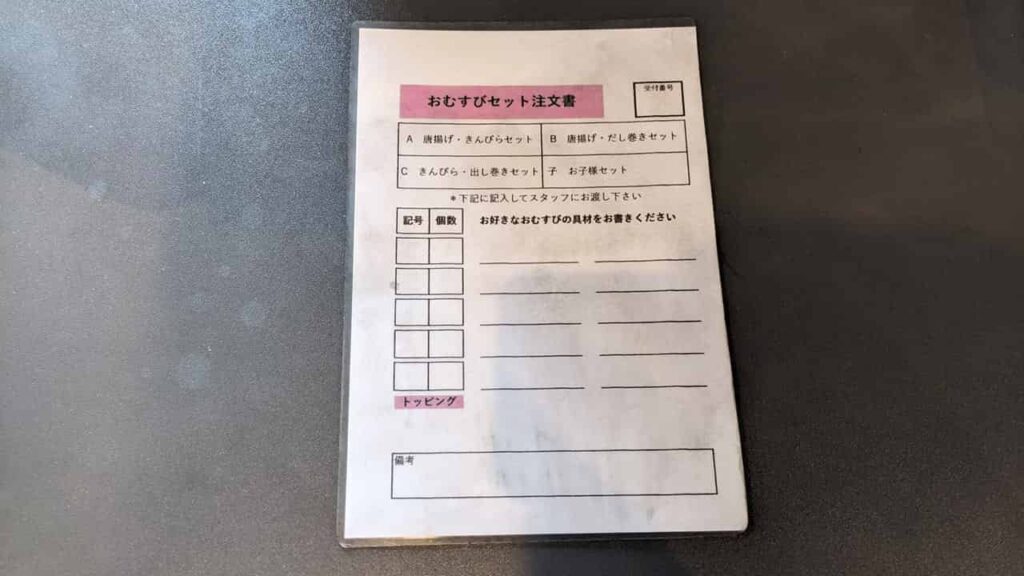 おむすびセット注文書
受付番号
A 唐揚げ・きんぴらセット
B 唐揚げ・だし巻きセット
C きんぴら・出し巻きセット
子 お子様セット
＊下記に記入してスタッフにお渡し下さい
記号 個数 お好きなおむすびの具材をお書きください
トッピング
備考